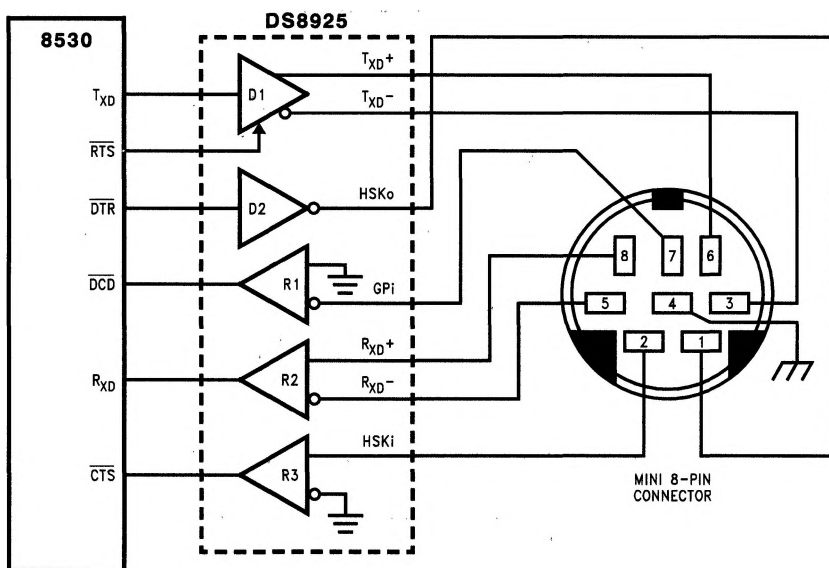 DS8925
8530
TXD
D1
TXD+
TXD-
RTS
DTR
D2
HSKo
DCD
R1
GPi
8
7
6
5
4
3
2
1
RXD
R2
RXD+
RXD-
CTS
R3
HSKi
MINI 8-PIN
CONNECTOR